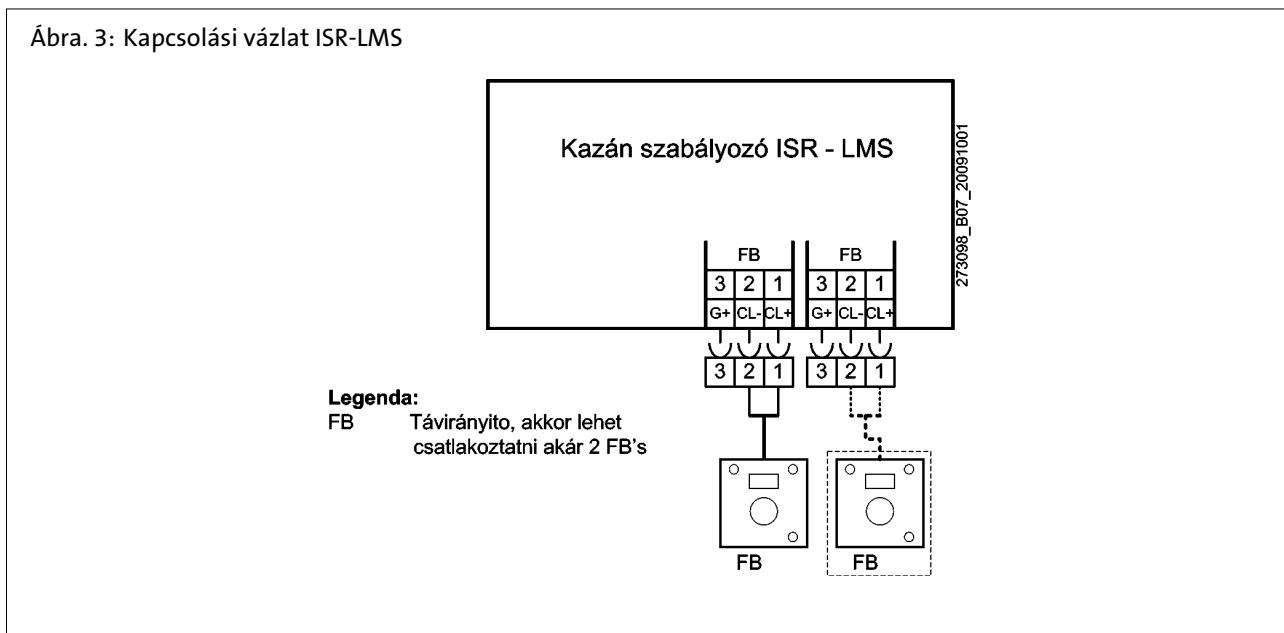 Ábra. 3: Kapcsolási vázlat ISR-LMS
Kazán szabályozó ISR - LMS
273098_B07_20091001
FB FB
3 2 1 3 2 1
G+ CL- CL+ G+ CL- CL+
3 2 1 3 2 1
Legenda:
FB Távirányito, akkor lehet
csatlakoztatni akár 2 FB's
FB FB